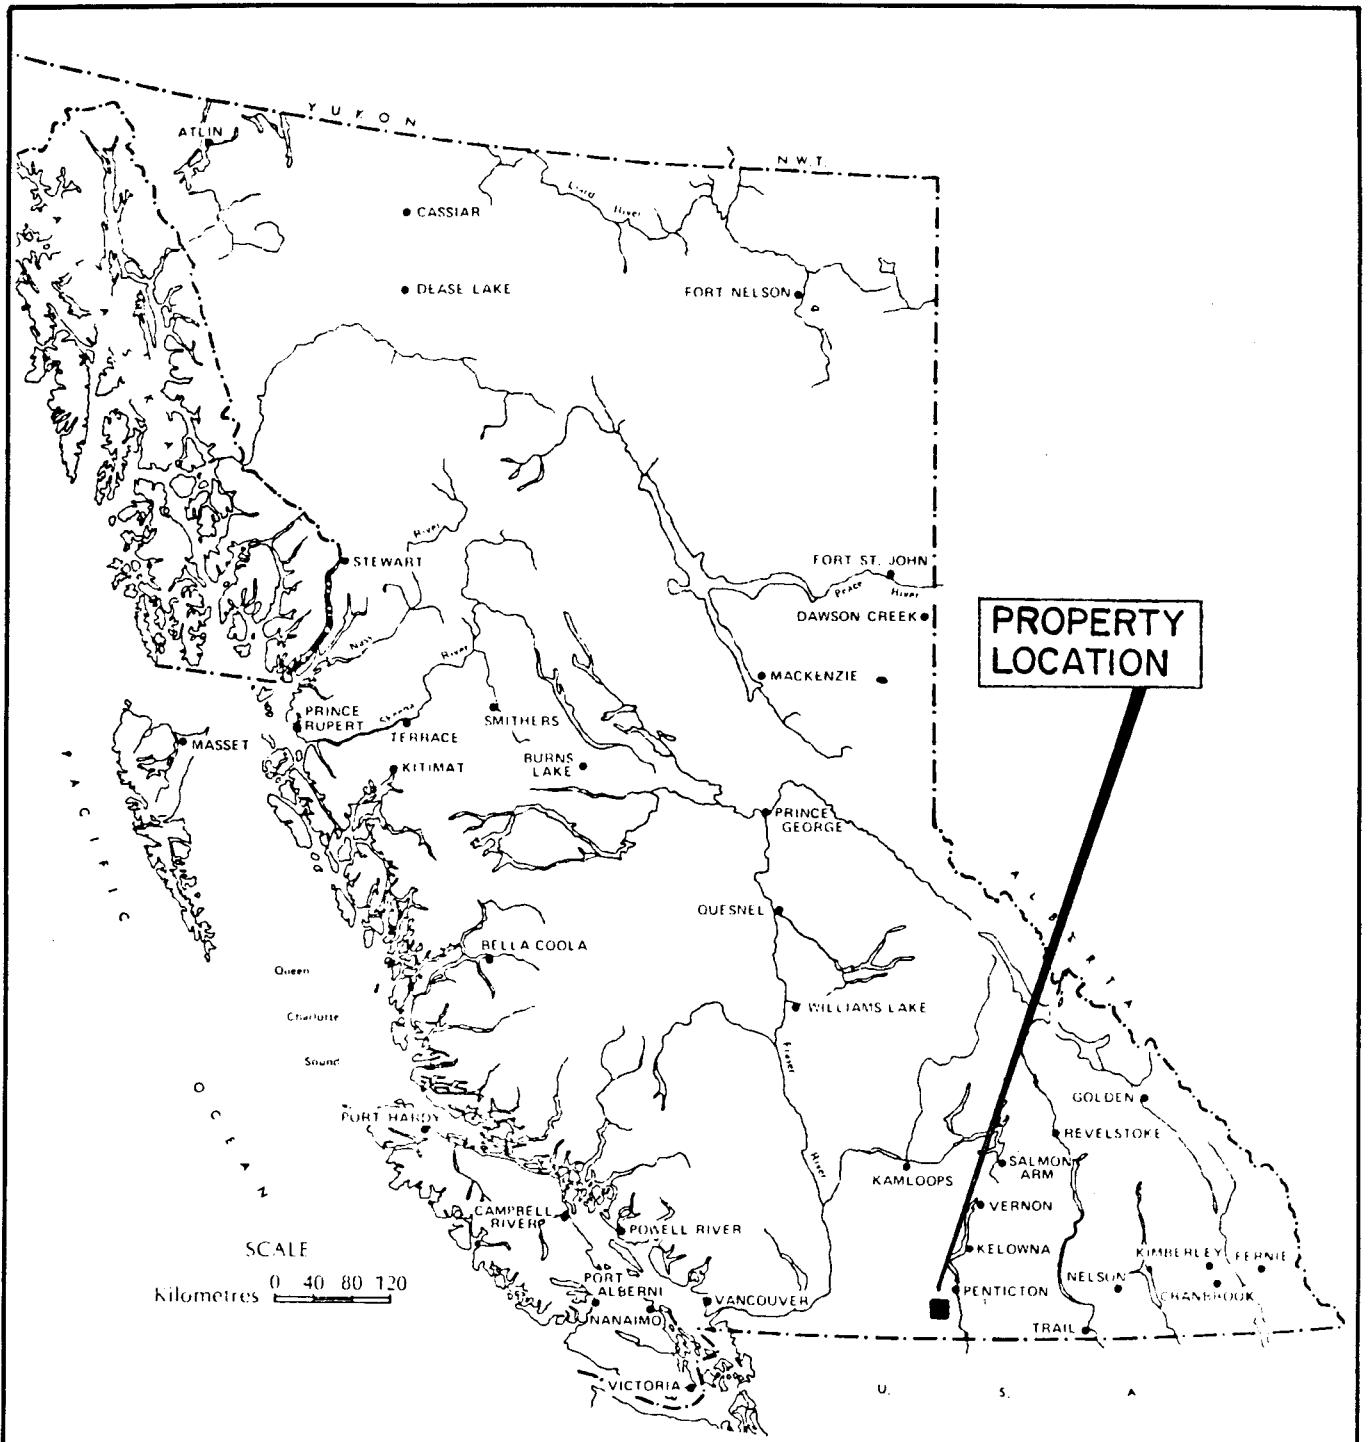 YUKON
N.W.T.
ATLIN
Liard
River
CASSIAR
DEASE LAKE
FORT NELSON
ALASKA
River
STEWART
FORT ST. JOHN
Peace
River
DAWSON CREEK
PROPERTY
LOCATION
Nass
River
MACKENZIE
PRINCE
RUPERT
Skeena
TERRACE
SMITHERS
MASSET
KITIMAT
BURNS
LAKE
PRINCE
GEORGE
PACIFIC
ALBERTA
QUESNEL
BELLA COOLA
Queen
Charlotte
Sound
WILLIAMS LAKE
Fraser
OCEAN
GOLDEN
PORT HARDY
REVELSTOKE
River
SALMON
ARM
KAMLOOPS
CAMPBELL
RIVER
POWELL RIVER
VERNON
SCALE
KELOWNA
KIMBERLEY
FERNIE
0 40 80 120
Kilometres
PORT
ALBERNI
NELSON
PENTICTON
CRANBROOK
VANCOUVER
NANAIMO
TRAIL
VICTORIA
U. S. A